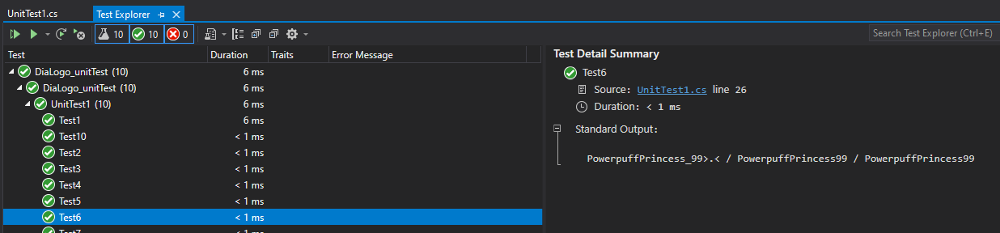 UnitTest1.cs Test Explorer
10 10 0 Search Test Explorer (Ctrl+E)
Test Duration Traits Error Message
DiaLogo_unitTest (10) 6 ms
DiaLogo_unitTest (10) 6 ms
UnitTest1 (10) 6 ms
Test1 6 ms
Test10 < 1 ms
Test2 < 1 ms
Test3 < 1 ms
Test4 < 1 ms
Test5 < 1 ms
Test6 < 1 ms
Test7 < 1 ms
Test Detail Summary
Test6
Source: UnitTest1.cs line 26
Duration: < 1 ms
Standard Output:
PowerpuffPrincess_99>.< / PowerpuffPrincess99 / PowerpuffPrincess99